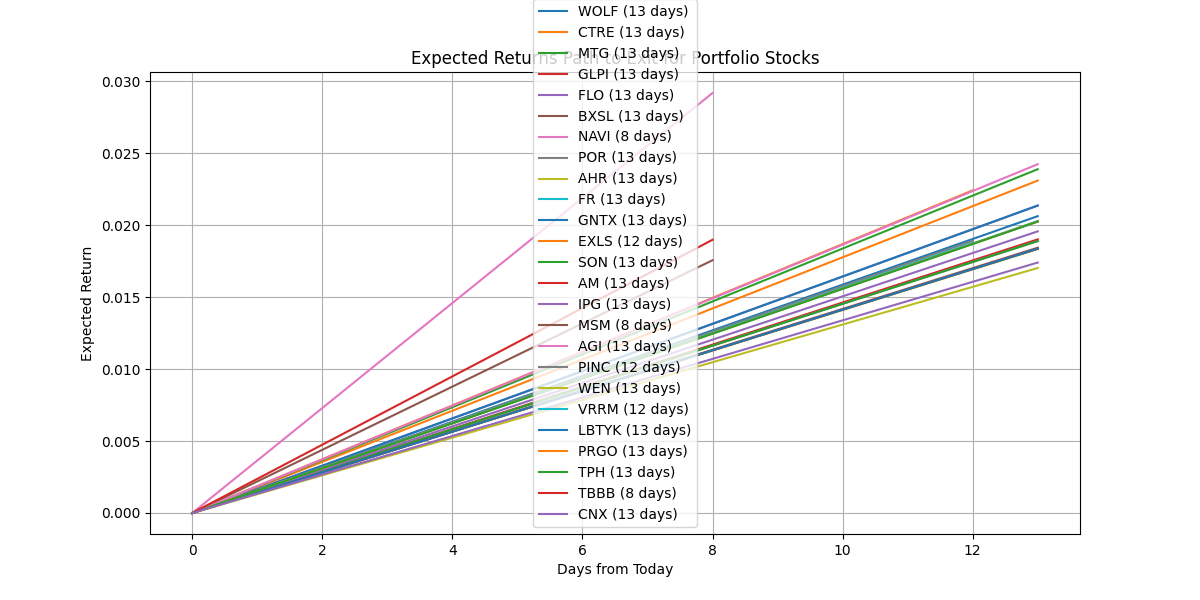 WOLF (13 days)
CTRE (13 days)
MTG (13 days)
Expected Returns Path to Exit for Portfolio Stocks
GLPI (13 days)
FLO (13 days)
BXSL (13 days)
NAVI (8 days)
POR (13 days)
AHR (13 days)
FR (13 days)
GNTX (13 days)
EXLS (12 days)
SON (13 days)
AM (13 days)
IPG (13 days)
MSM (8 days)
AGI (13 days)
PINC (12 days)
WEN (13 days)
VRRM (12 days)
LBTYK (13 days)
PRGO (13 days)
TPH (13 days)
TBBB (8 days)
CNX (13 days)
0.030
0.025
0.020
0.015
0.010
0.005
0.000
Expected Return
0 2 4 6 8 10 12
Days from Today